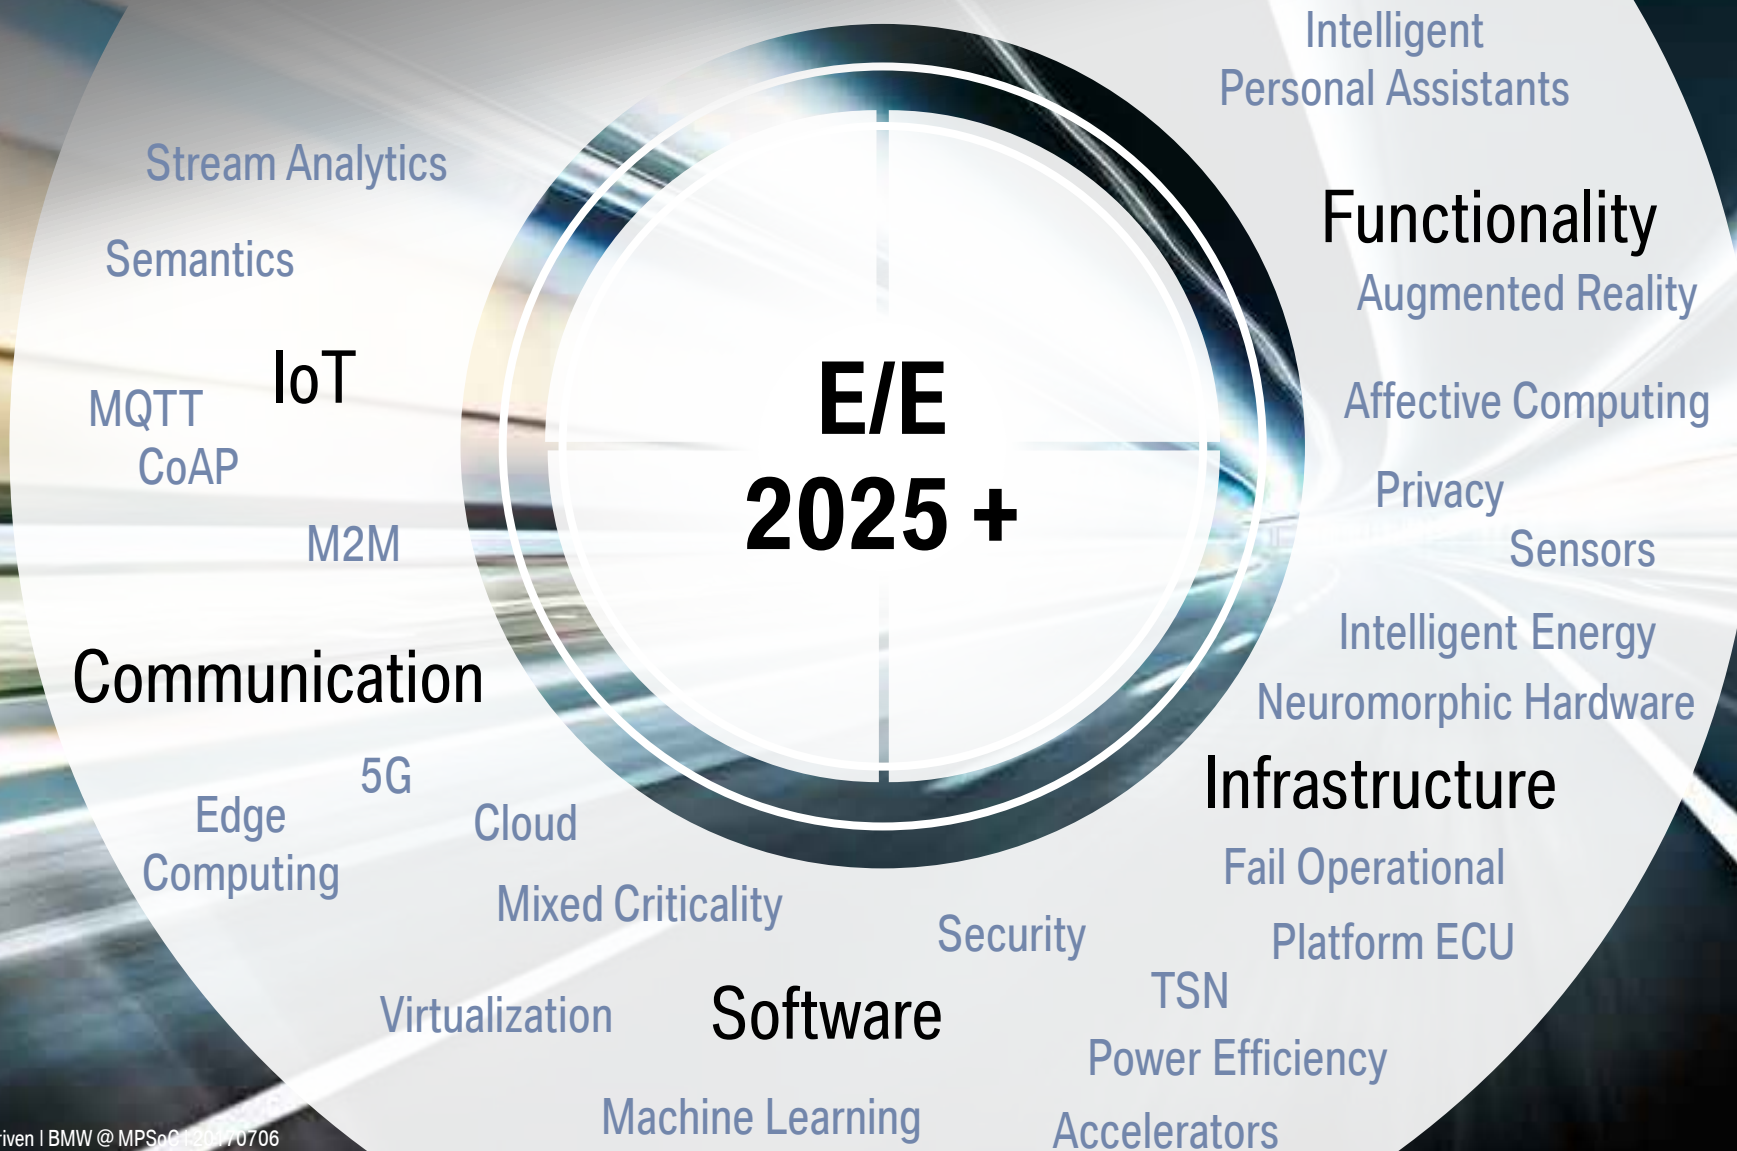 Intelligent
Personal Assistants
Stream Analytics
Functionality
Semantics
Augmented Reality
IoT
E/E
2025 +
MQTT
Affective Computing
CoAP
Privacy
M2M
Sensors
Intelligent Energy
Communication
Neuromorphic Hardware
5G
Infrastructure
Edge
Computing
Cloud
Fail Operational
Mixed Criticality
Security
Platform ECU
TSN
Virtualization
Software
Power Efficiency
Machine Learning
Accelerators
riven | BMW @ MPSoC | 20170706